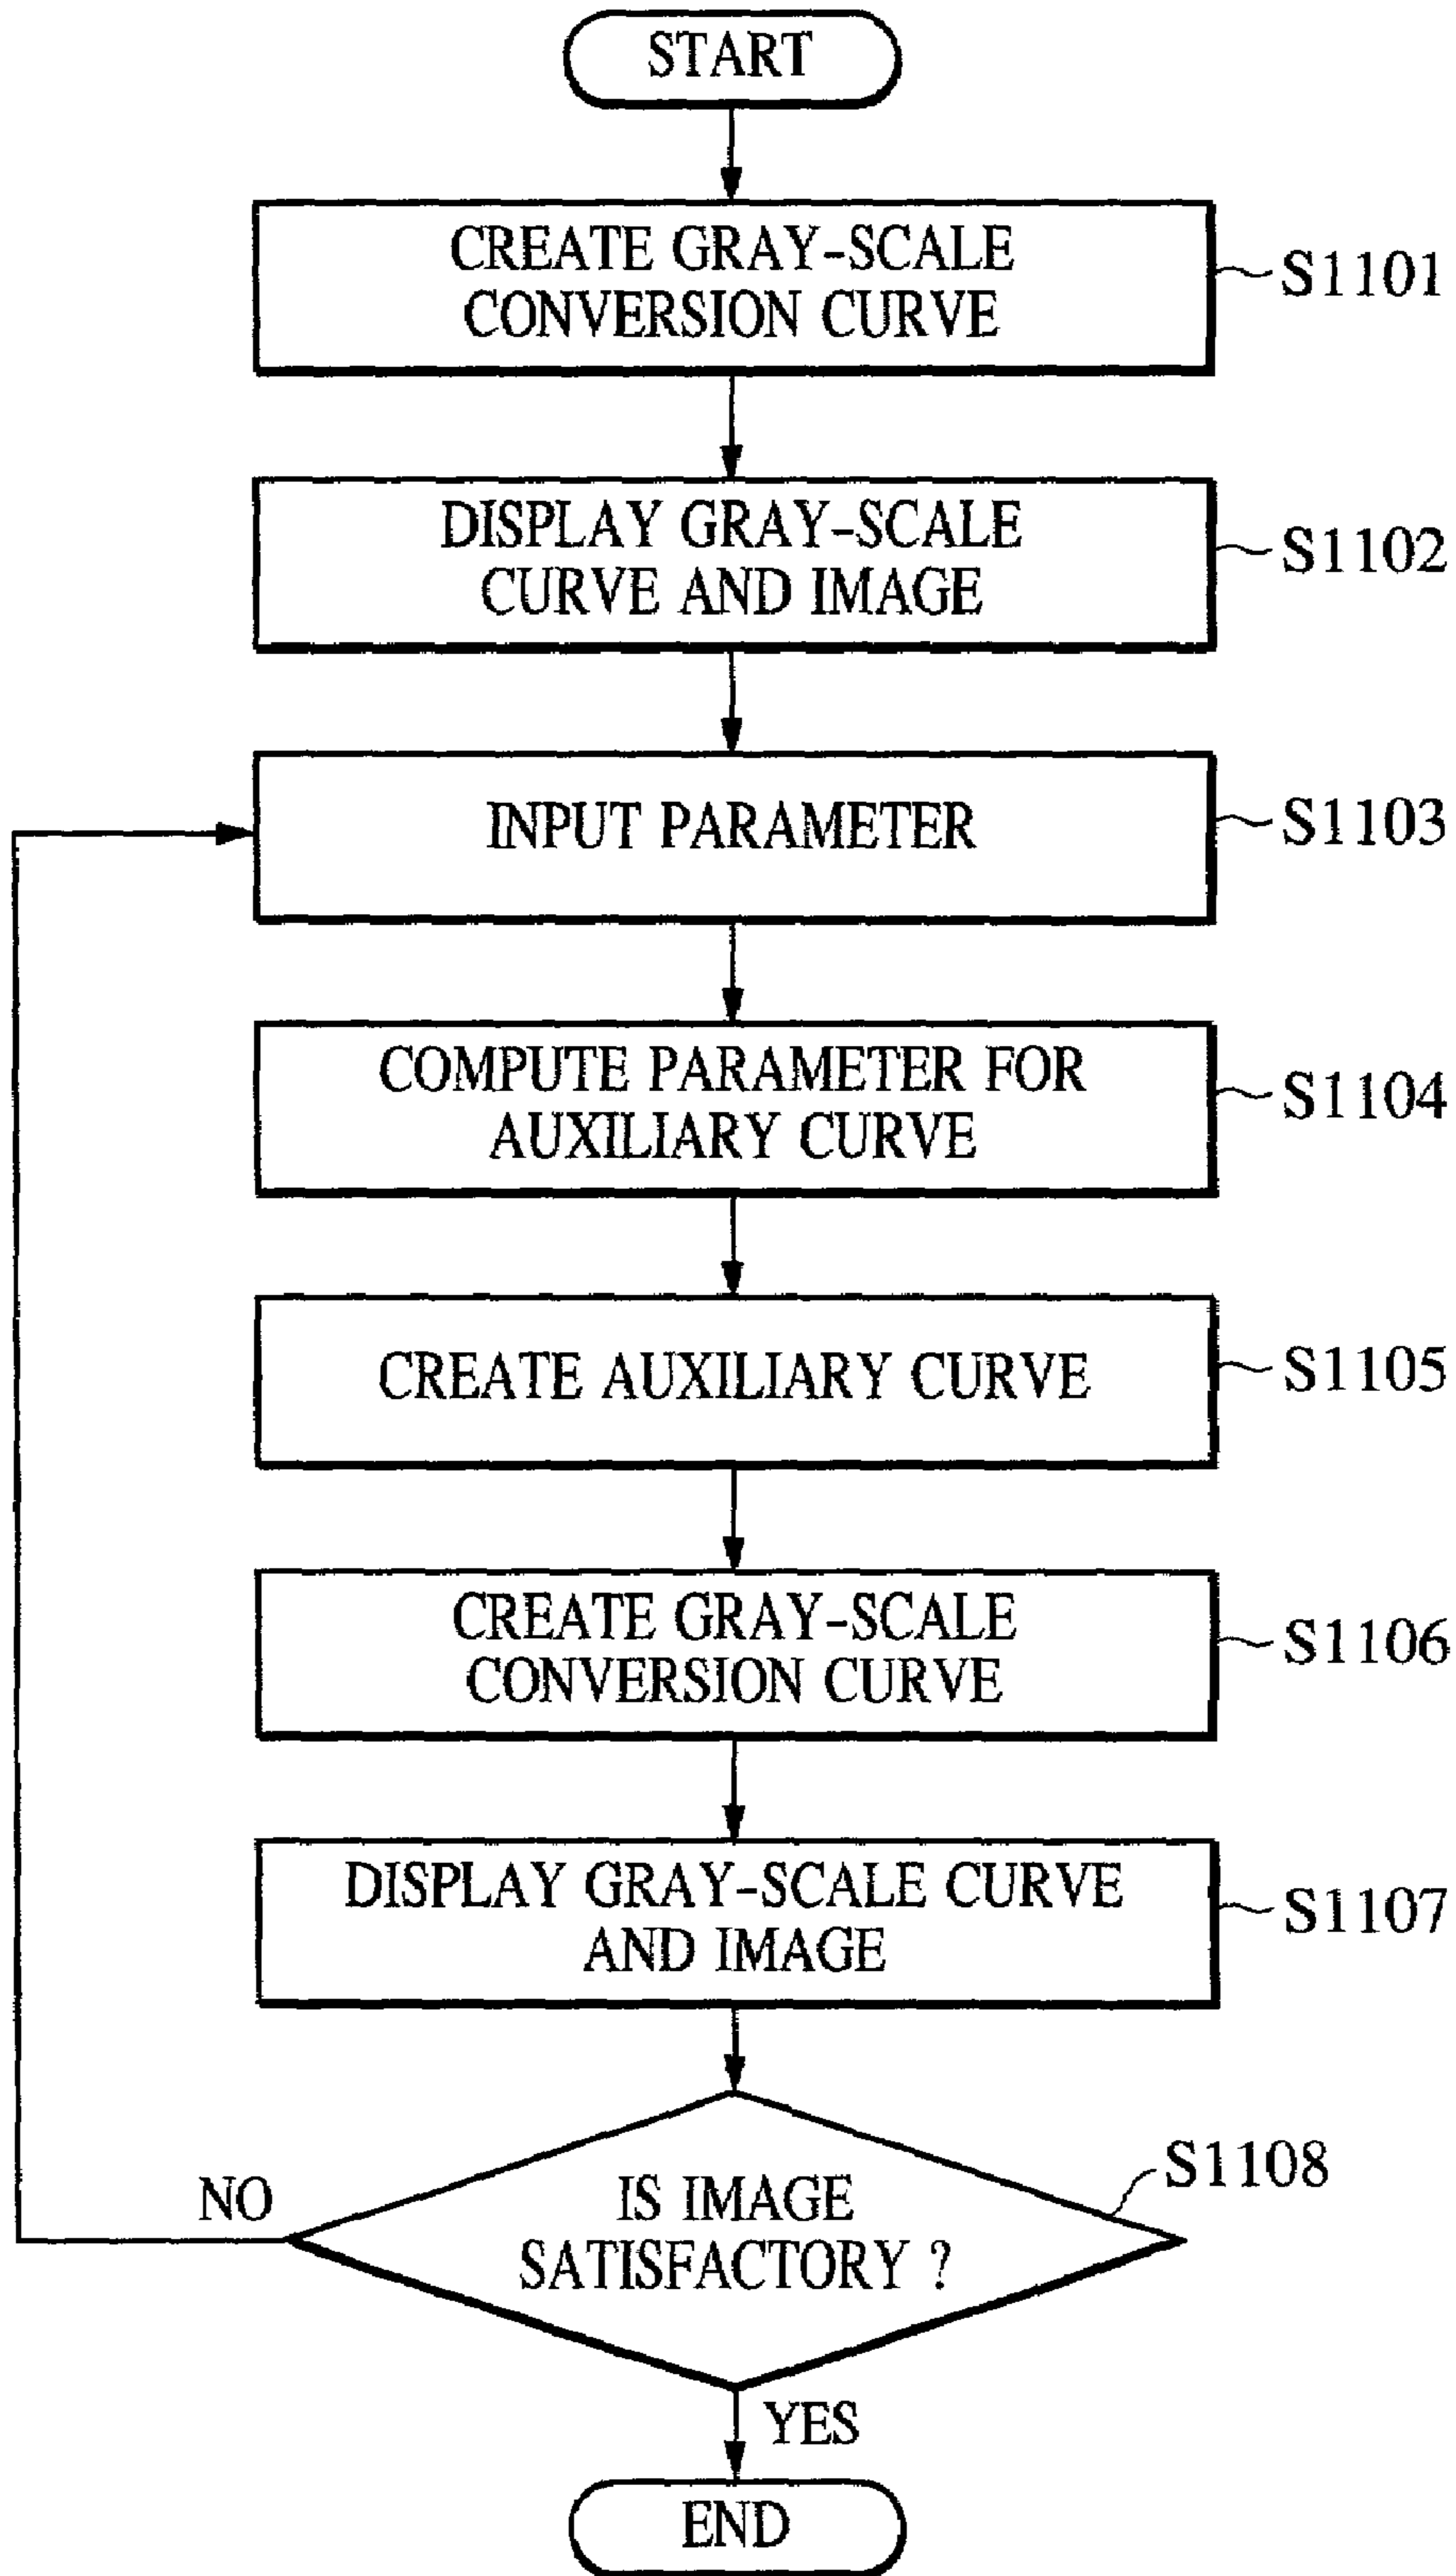 START
CREATE GRAY-SCALE
CONVERSION CURVE
S1101
DISPLAY GRAY-SCALE
CURVE AND IMAGE
S1102
INPUT PARAMETER
S1103
COMPUTE PARAMETER FOR
AUXILIARY CURVE
S1104
CREATE AUXILIARY CURVE
S1105
CREATE GRAY-SCALE
CONVERSION CURVE
S1106
DISPLAY GRAY-SCALE CURVE
AND IMAGE
S1107
IS IMAGE
SATISFACTORY ?
S1108
NO
YES
END